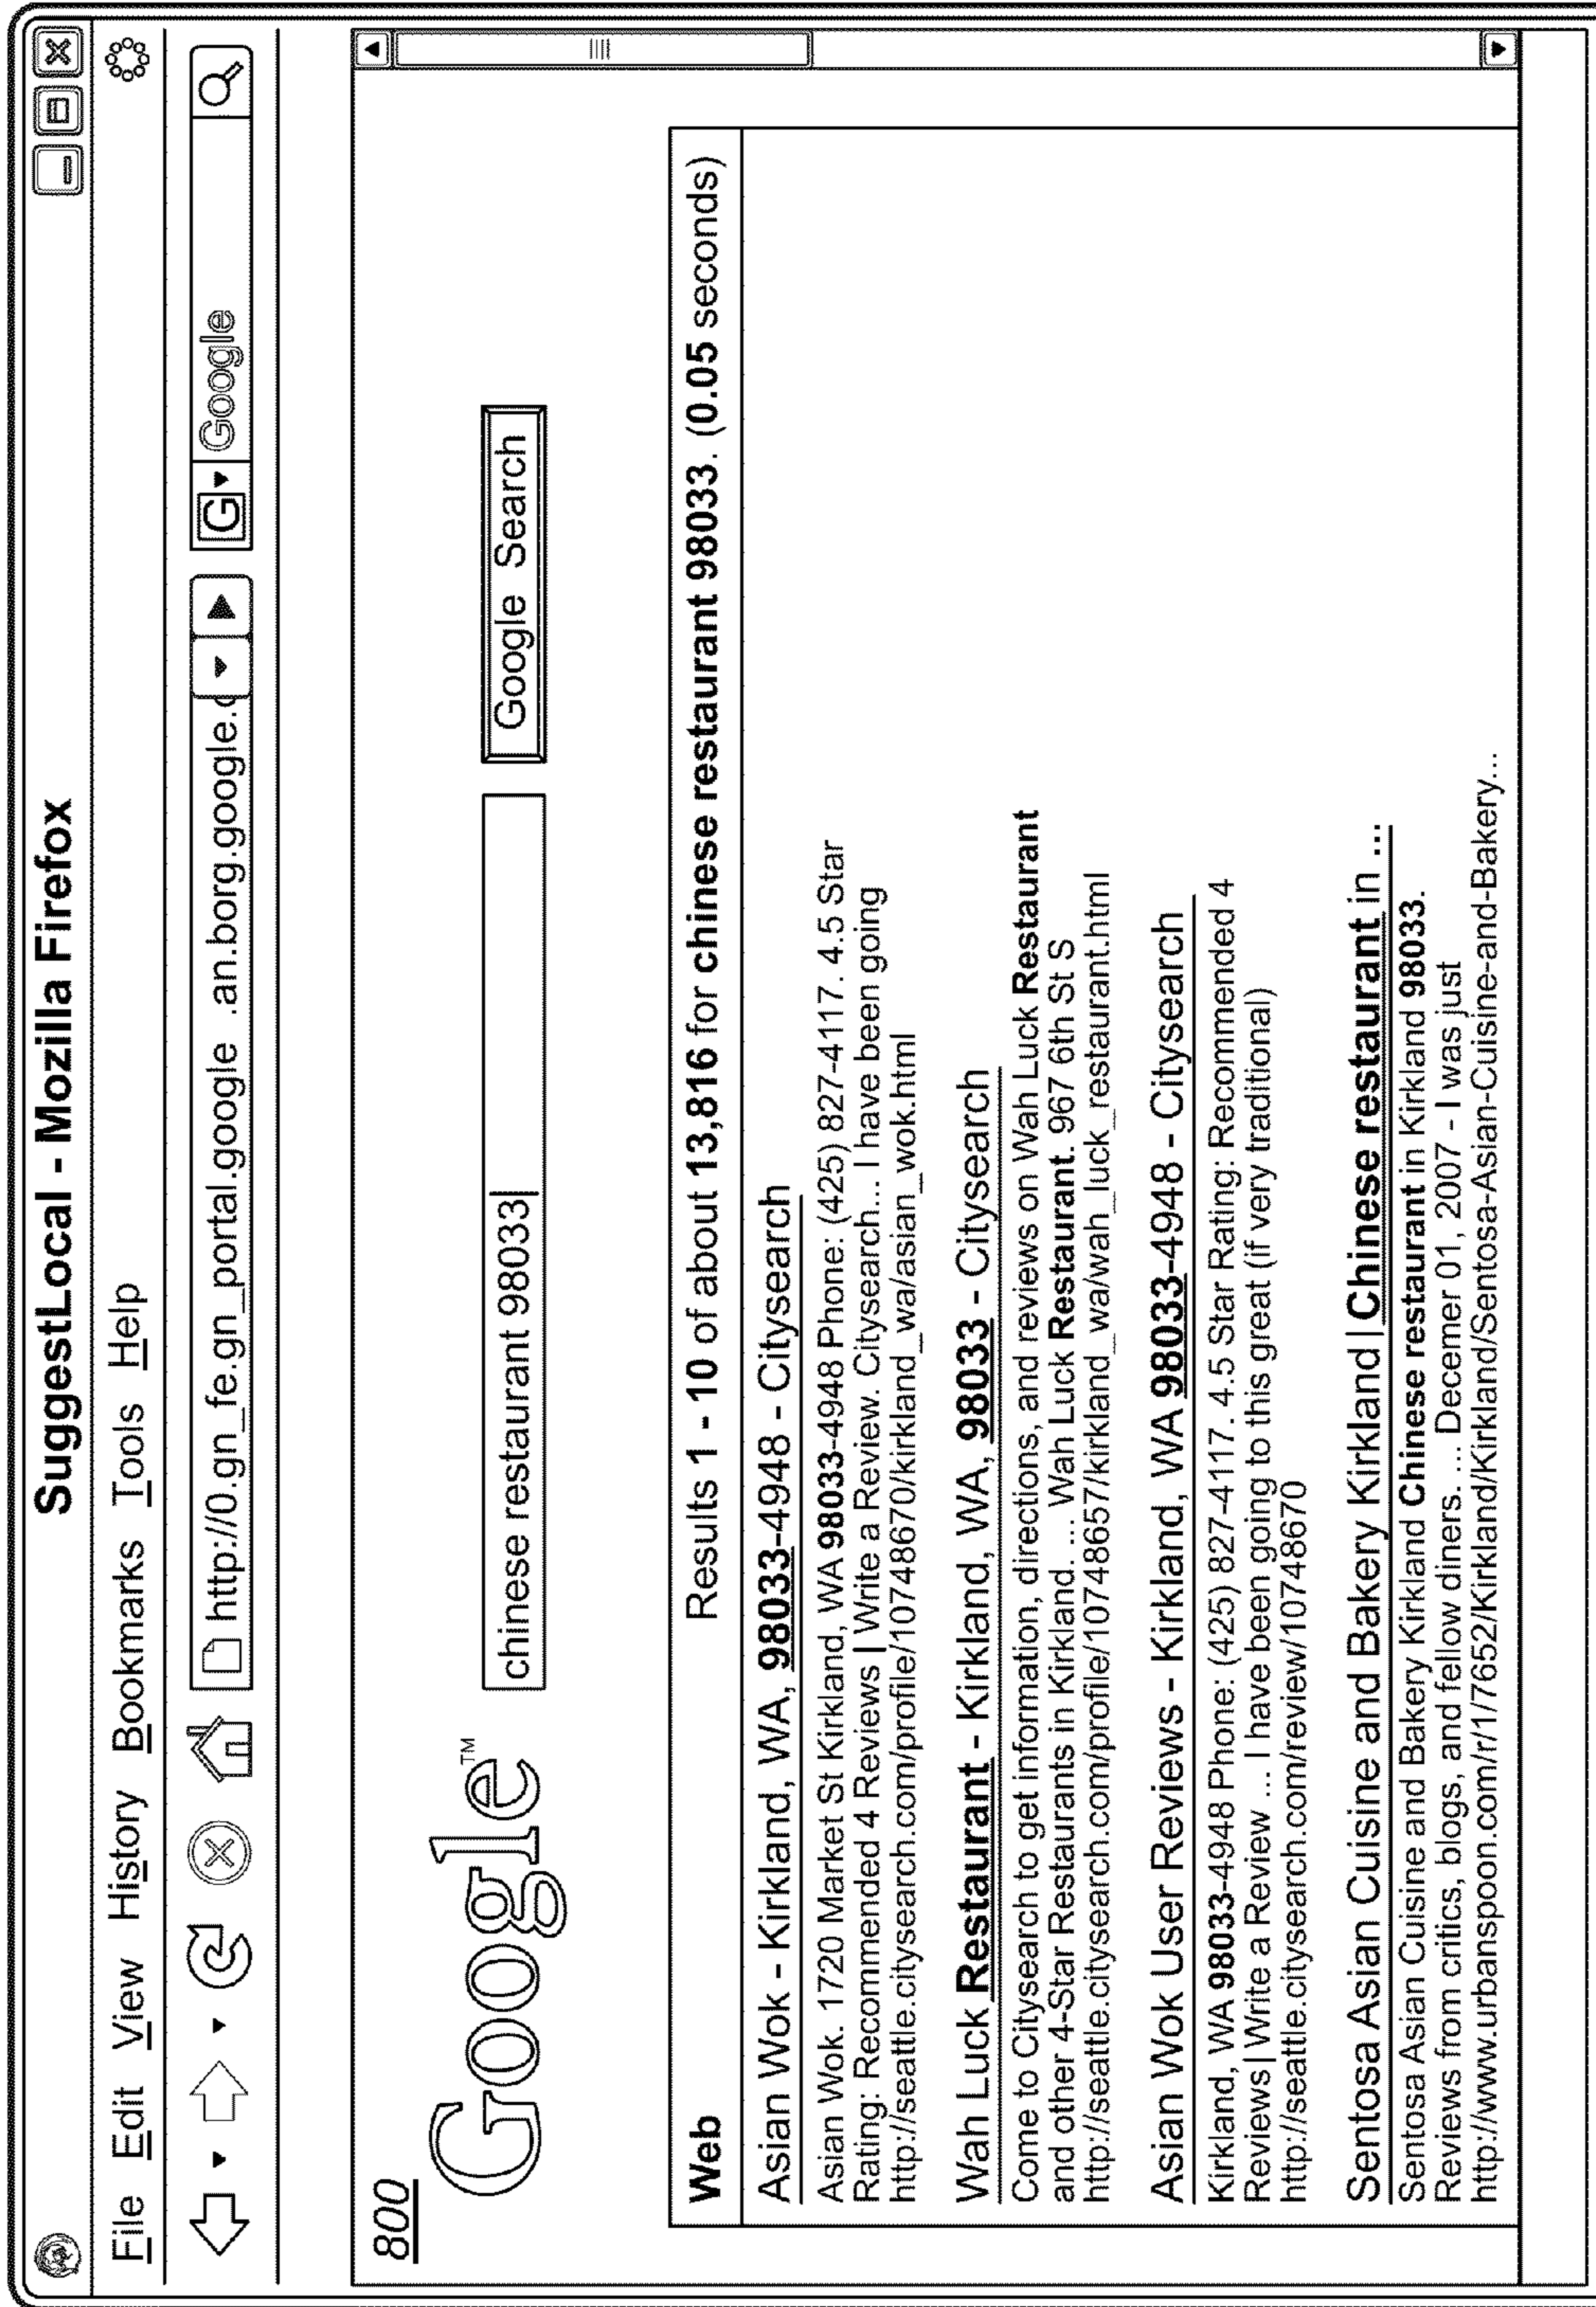 SuggestLocal - Mozilla Firefox
File Edit View History Bookmarks Tools Help
http://0.gn_fe.gn_portal.google .an.borg.google.c
G Google
800
Google™
chinese restaurant 98033
Google Search
Web
Results 1 - 10 of about 13,816 for chinese restaurant 98033. (0.05 seconds)
Asian Wok - Kirkland, WA, 98033-4948 - Citysearch
Asian Wok. 1720 Market St Kirkland, WA 98033-4948 Phone: (425) 827-4117. 4.5 Star
Rating: Recommended 4 Reviews | Write a Review. Citysearch... I have been going
http://seattle.citysearch.com/profile/10748670/kirkland_wa/asian_wok.html
Wah Luck Restaurant - Kirkland, WA, 98033 - Citysearch
Come to Citysearch to get information, directions, and reviews on Wah Luck Restaurant
and other 4-Star Restaurants in Kirkland. ... Wah Luck Restaurant. 967 6th St S
http://seattle.citysearch.com/profile/10748657/kirkland_wa/wah_luck_restaurant.html
Asian Wok User Reviews - Kirkland, WA 98033-4948 - Citysearch
Kirkland, WA 98033-4948 Phone: (425) 827-4117. 4.5 Star Rating: Recommended 4
Reviews | Write a Review ... I have been going to this great (if very traditional)
http://seattle.citysearch.com/review/10748670
Sentosa Asian Cuisine and Bakery Kirkland | Chinese restaurant in ...
Sentosa Asian Cuisine and Bakery Kirkland Chinese restaurant in Kirkland 98033.
Reviews from critics, blogs, and fellow diners. ... Decemer 01, 2007 - I was just
http://www.urbanspoon.com/r/1/7652/Kirkland/Kirkland/Sentosa-Asian-Cuisine-and-Bakery...